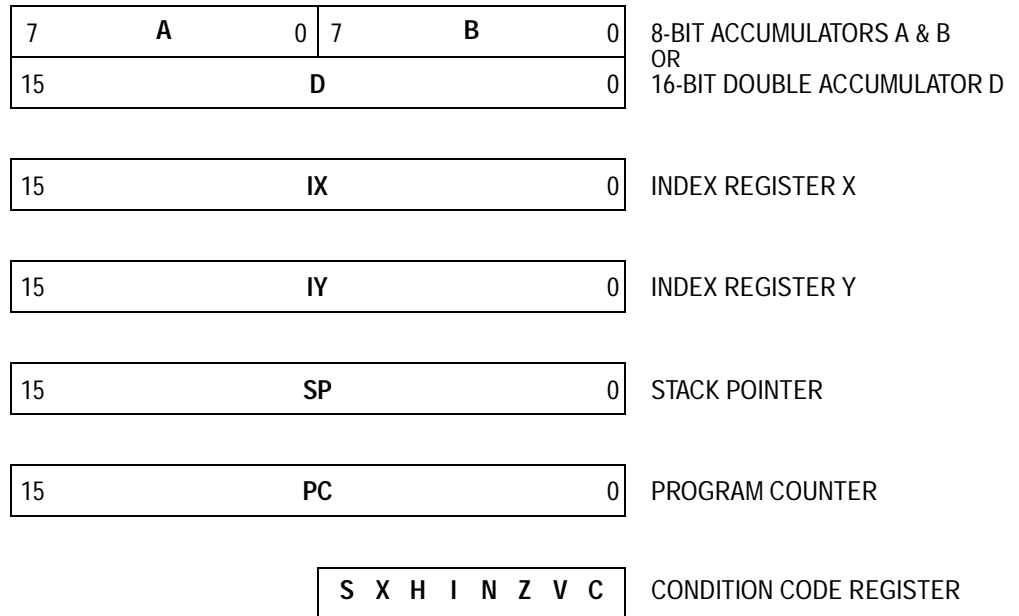 7 A 0 7 B 0 8-BIT ACCUMULATORS A & B
OR
15 D 0 16-BIT DOUBLE ACCUMULATOR D
15 IX 0 INDEX REGISTER X
15 IY 0 INDEX REGISTER Y
15 SP 0 STACK POINTER
15 PC 0 PROGRAM COUNTER
S X H I N Z V C CONDITION CODE REGISTER